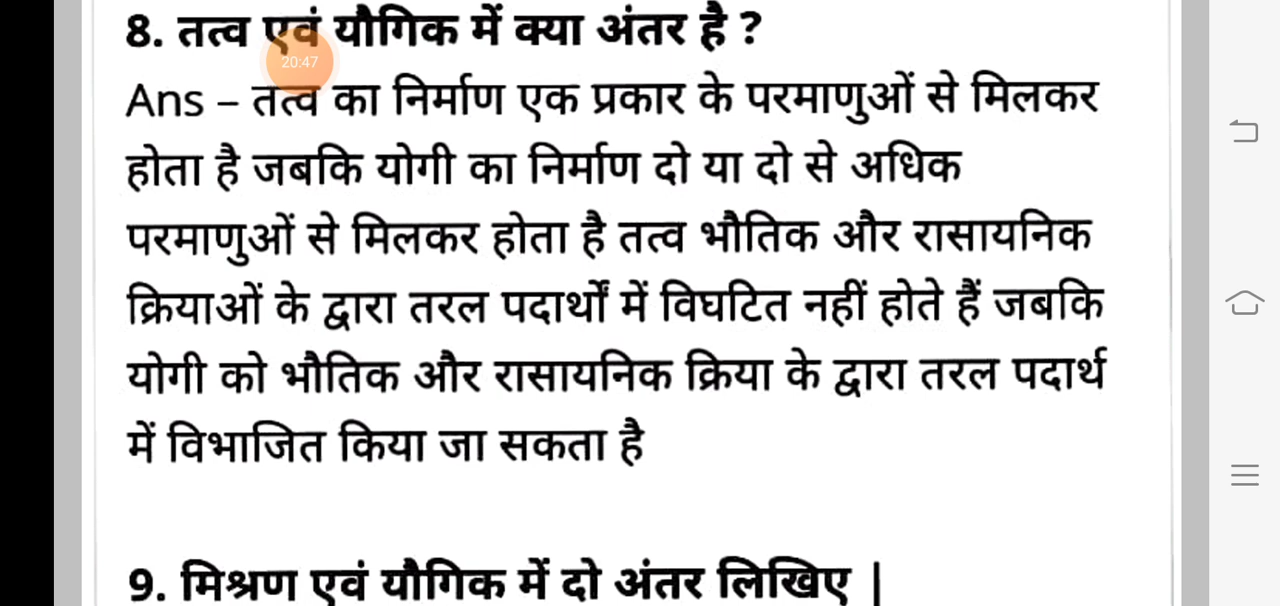 8. तत्व एवं यौगिक में क्या अंतर है ?
20:47
Ans – तत्व का निर्माण एक प्रकार के परमाणुओं से मिलकर
होता है जबकि योगी का निर्माण दो या दो से अधिक
परमाणुओं से मिलकर होता है तत्व भौतिक और रासायनिक
क्रियाओं के द्वारा तरल पदार्थों में विघटित नहीं होते हैं जबकि
योगी को भौतिक और रासायनिक क्रिया के द्वारा तरल पदार्थ
में विभाजित किया जा सकता है
9. मिश्रण एवं यौगिक में दो अंतर लिखिए |